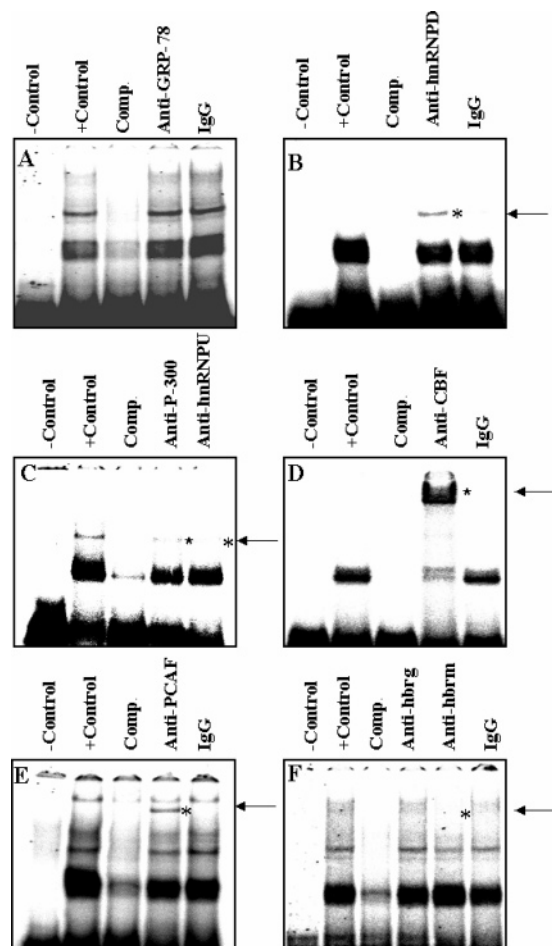 -Control
+Control
Comp.
Anti-GRP-78
IgG
A
-Control
+Control
Comp
Anti-hnRNPD
IgG
B
*
-Control
+Control
Comp
Anti-P-300
Anti-hnRNPU
C
*
*
-Control
+Control
Comp
Anti-CBF
IgG
D
*
-Control
+Control
Comp
Anti-PCAF
IgG
E
*
-Control
+Control
Comp
Anti-hbrg
Anti-hbrm
IgG
F
*